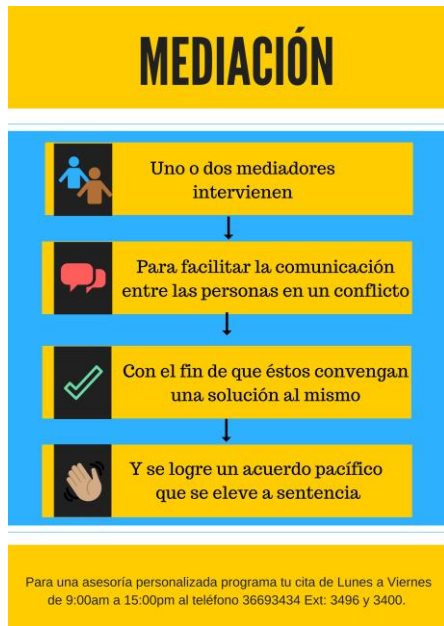 MEDIACIÓN
Uno o dos mediadores
intervienen
Para facilitar la comunicación
entre las personas en un conflicto
Con el fin de que éstos convengan
una solución al mismo
Y se logre un acuerdo pacífico
que se eleve a sentencia
Para una asesoría personalizada programa tu cita de Lunes a Viernes
de 9:00am a 15:00pm al teléfono 36693434 Ext: 3496 y 3400.